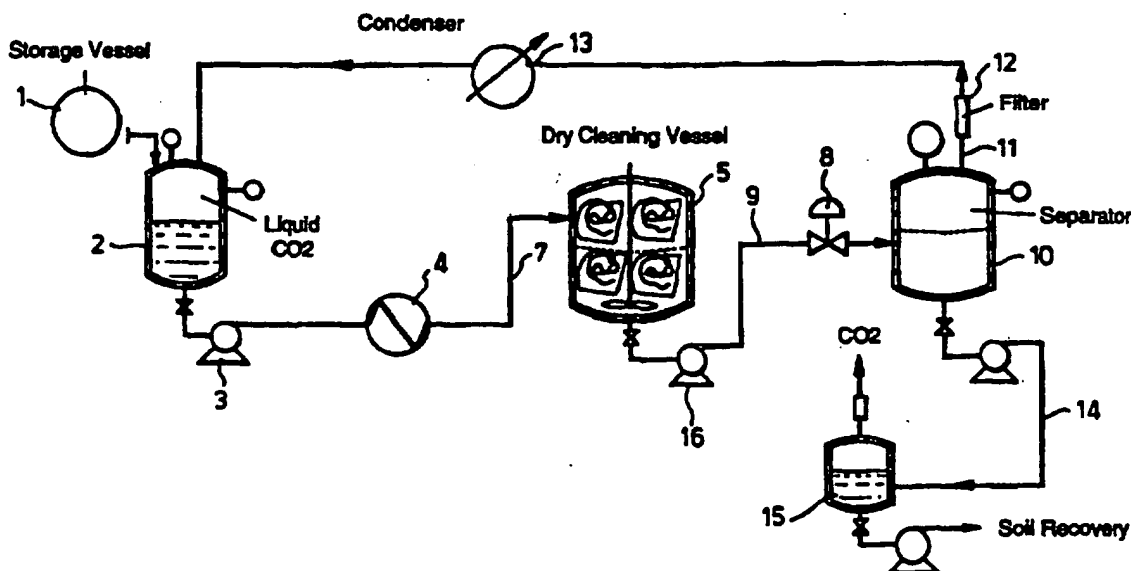 Condenser
13
Storage Vessel
1
12
Filter
11
Dry Cleaning Vessel
5
8
9
Separator
10
2
Liquid
CO2
7
4
3
16
CO2
14
15
Soil Recovery